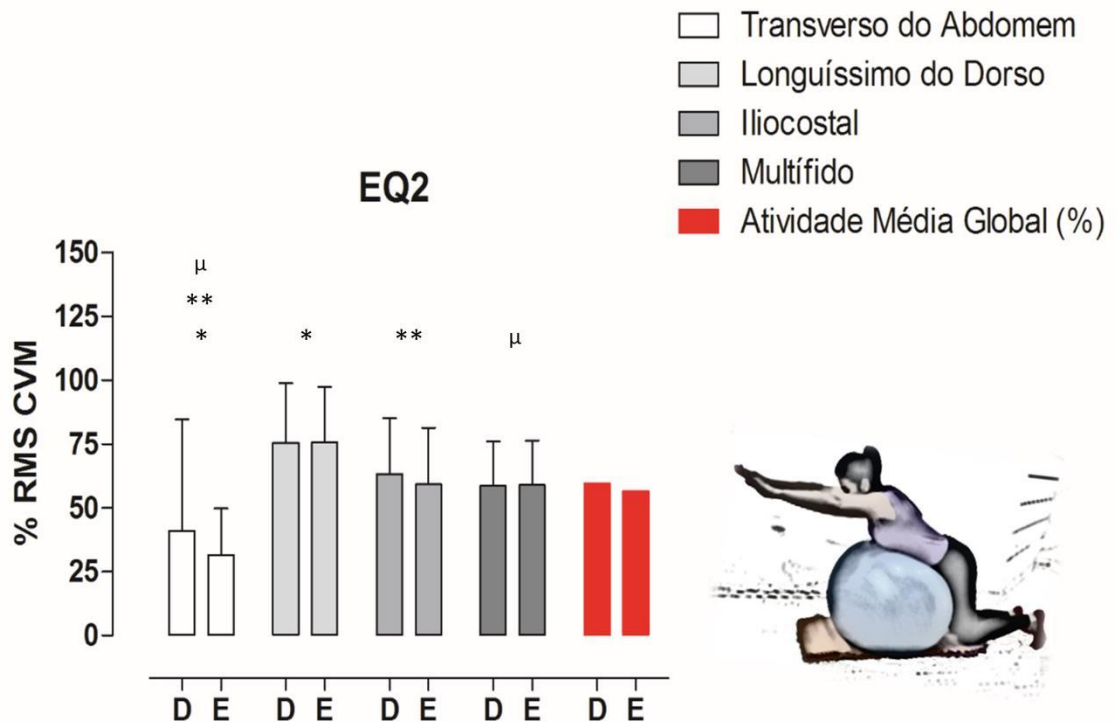 Transverso do Abdomem
Longuíssimo do Dorso
Iliocostal
Multífido
Atividade Média Global (%)
EQ2
% RMS CVM
150
125
100
75
50
25
0
µ
**
*
*
**
µ
D E D E D E D E D E